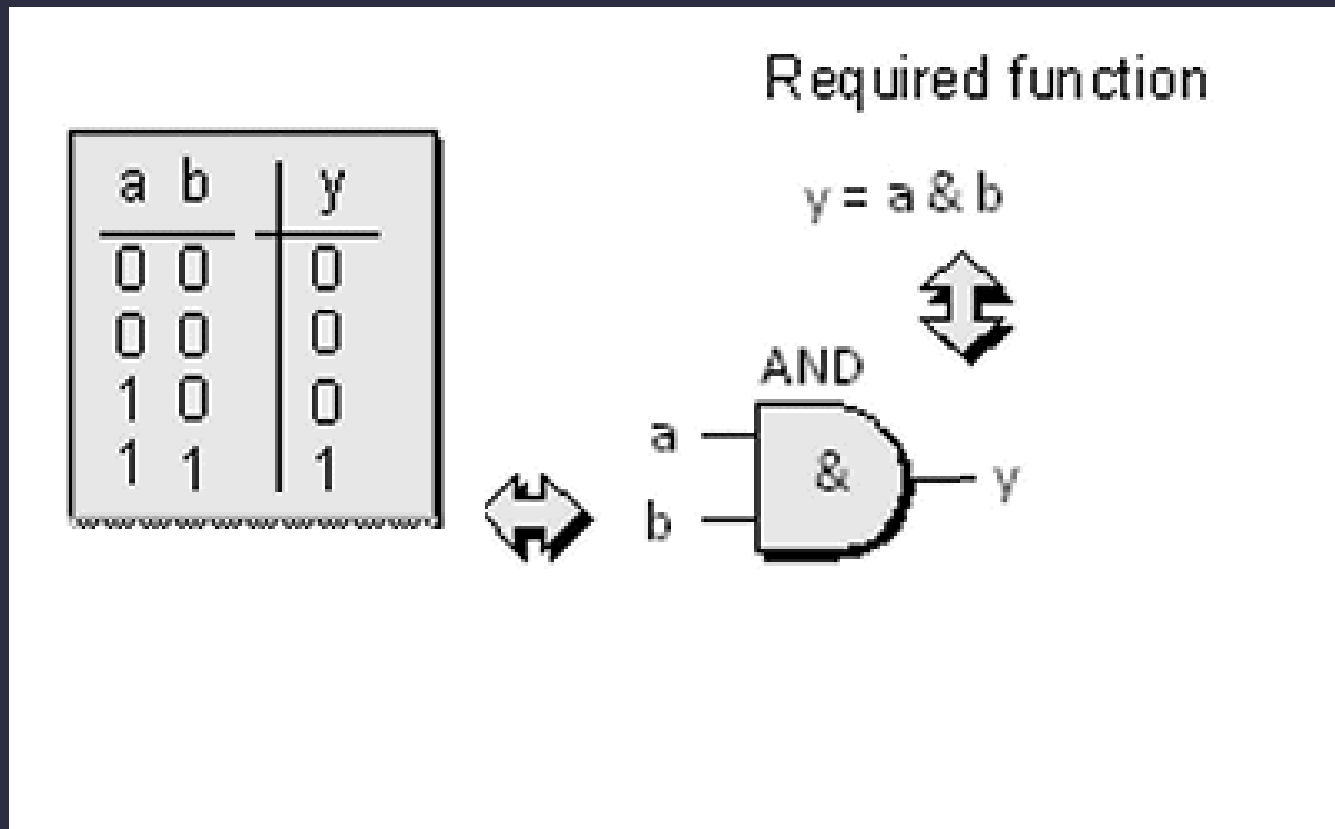 Required function
a b y
0 0 0
0 0 0
1 0 0
1 1 1
y = a & b
AND
a
&
y
b